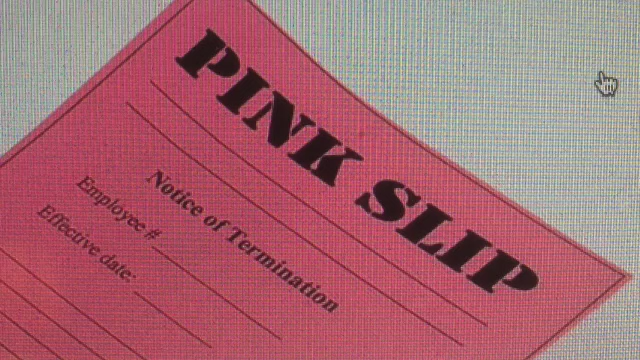 PINK SLIP
Notice of Termination
Employee #
Effective date: